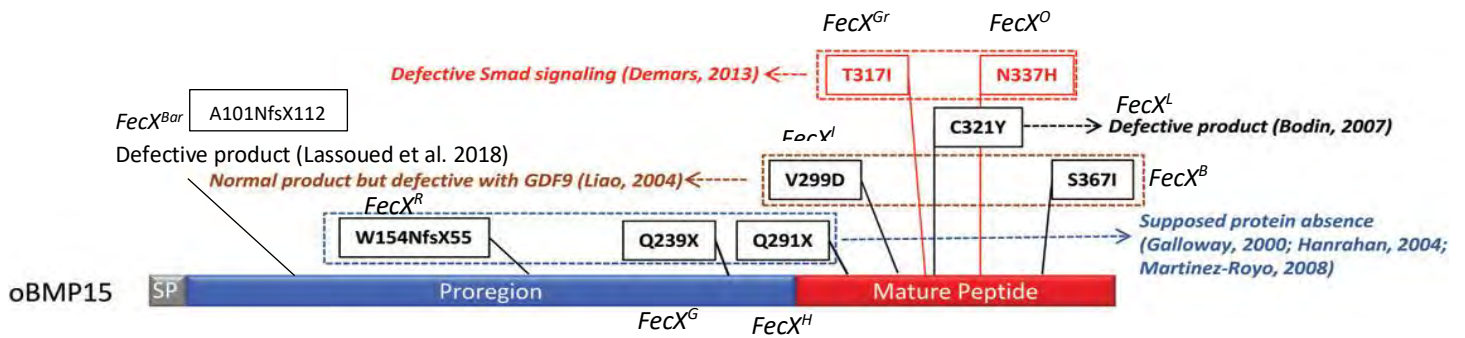 FecX^Gr
FecX^O
Defective Smad signaling (Demars, 2013)
T317I
N337H
FecX^Bar
A101NfsX112
FecX^L
C321Y
Defective product (Bodin, 2007)
Defective product (Lassoued et al. 2018)
FecX^I
Normal product but defective with GDF9 (Liao, 2004)
V299D
S367I
FecX^B
FecX^R
W154NfsX55
Q239X
Q291X
Supposed protein absence
(Galloway, 2000; Hanrahan, 2004;
Martinez-Royo, 2008)
oBMP15
SP
Proregion
Mature Peptide
FecX^G
FecX^H